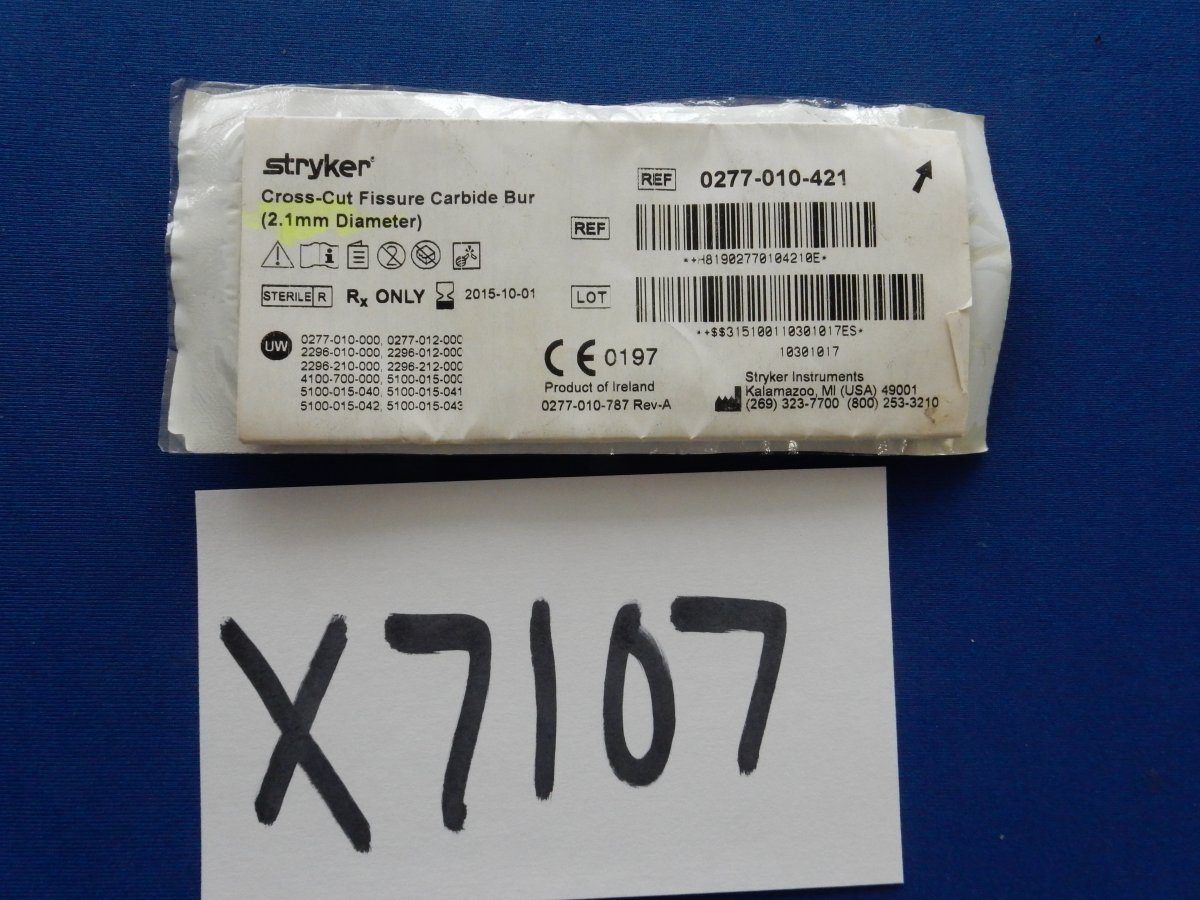 stryker
Cross-Cut Fissure Carbide Bur
(2.1mm Diameter)
STERILE R Rx ONLY 2015-10-01
UW
0277-010-000, 0277-012-000
2296-010-000, 2296-012-000
2296-210-000, 2296-212-000
4100-700-000, 5100-015-000
5100-015-040, 5100-015-041
5100-015-042, 5100-015-043
REF 0277-010-421
REF
*+H81902770104210E*
LOT
*+$$315100110301017ES*
10301017
CE 0197
Product of Ireland
0277-010-787 Rev-A
Stryker Instruments
Kalamazoo, MI (USA) 49001
(269) 323-7700 (800) 253-3210
X7107